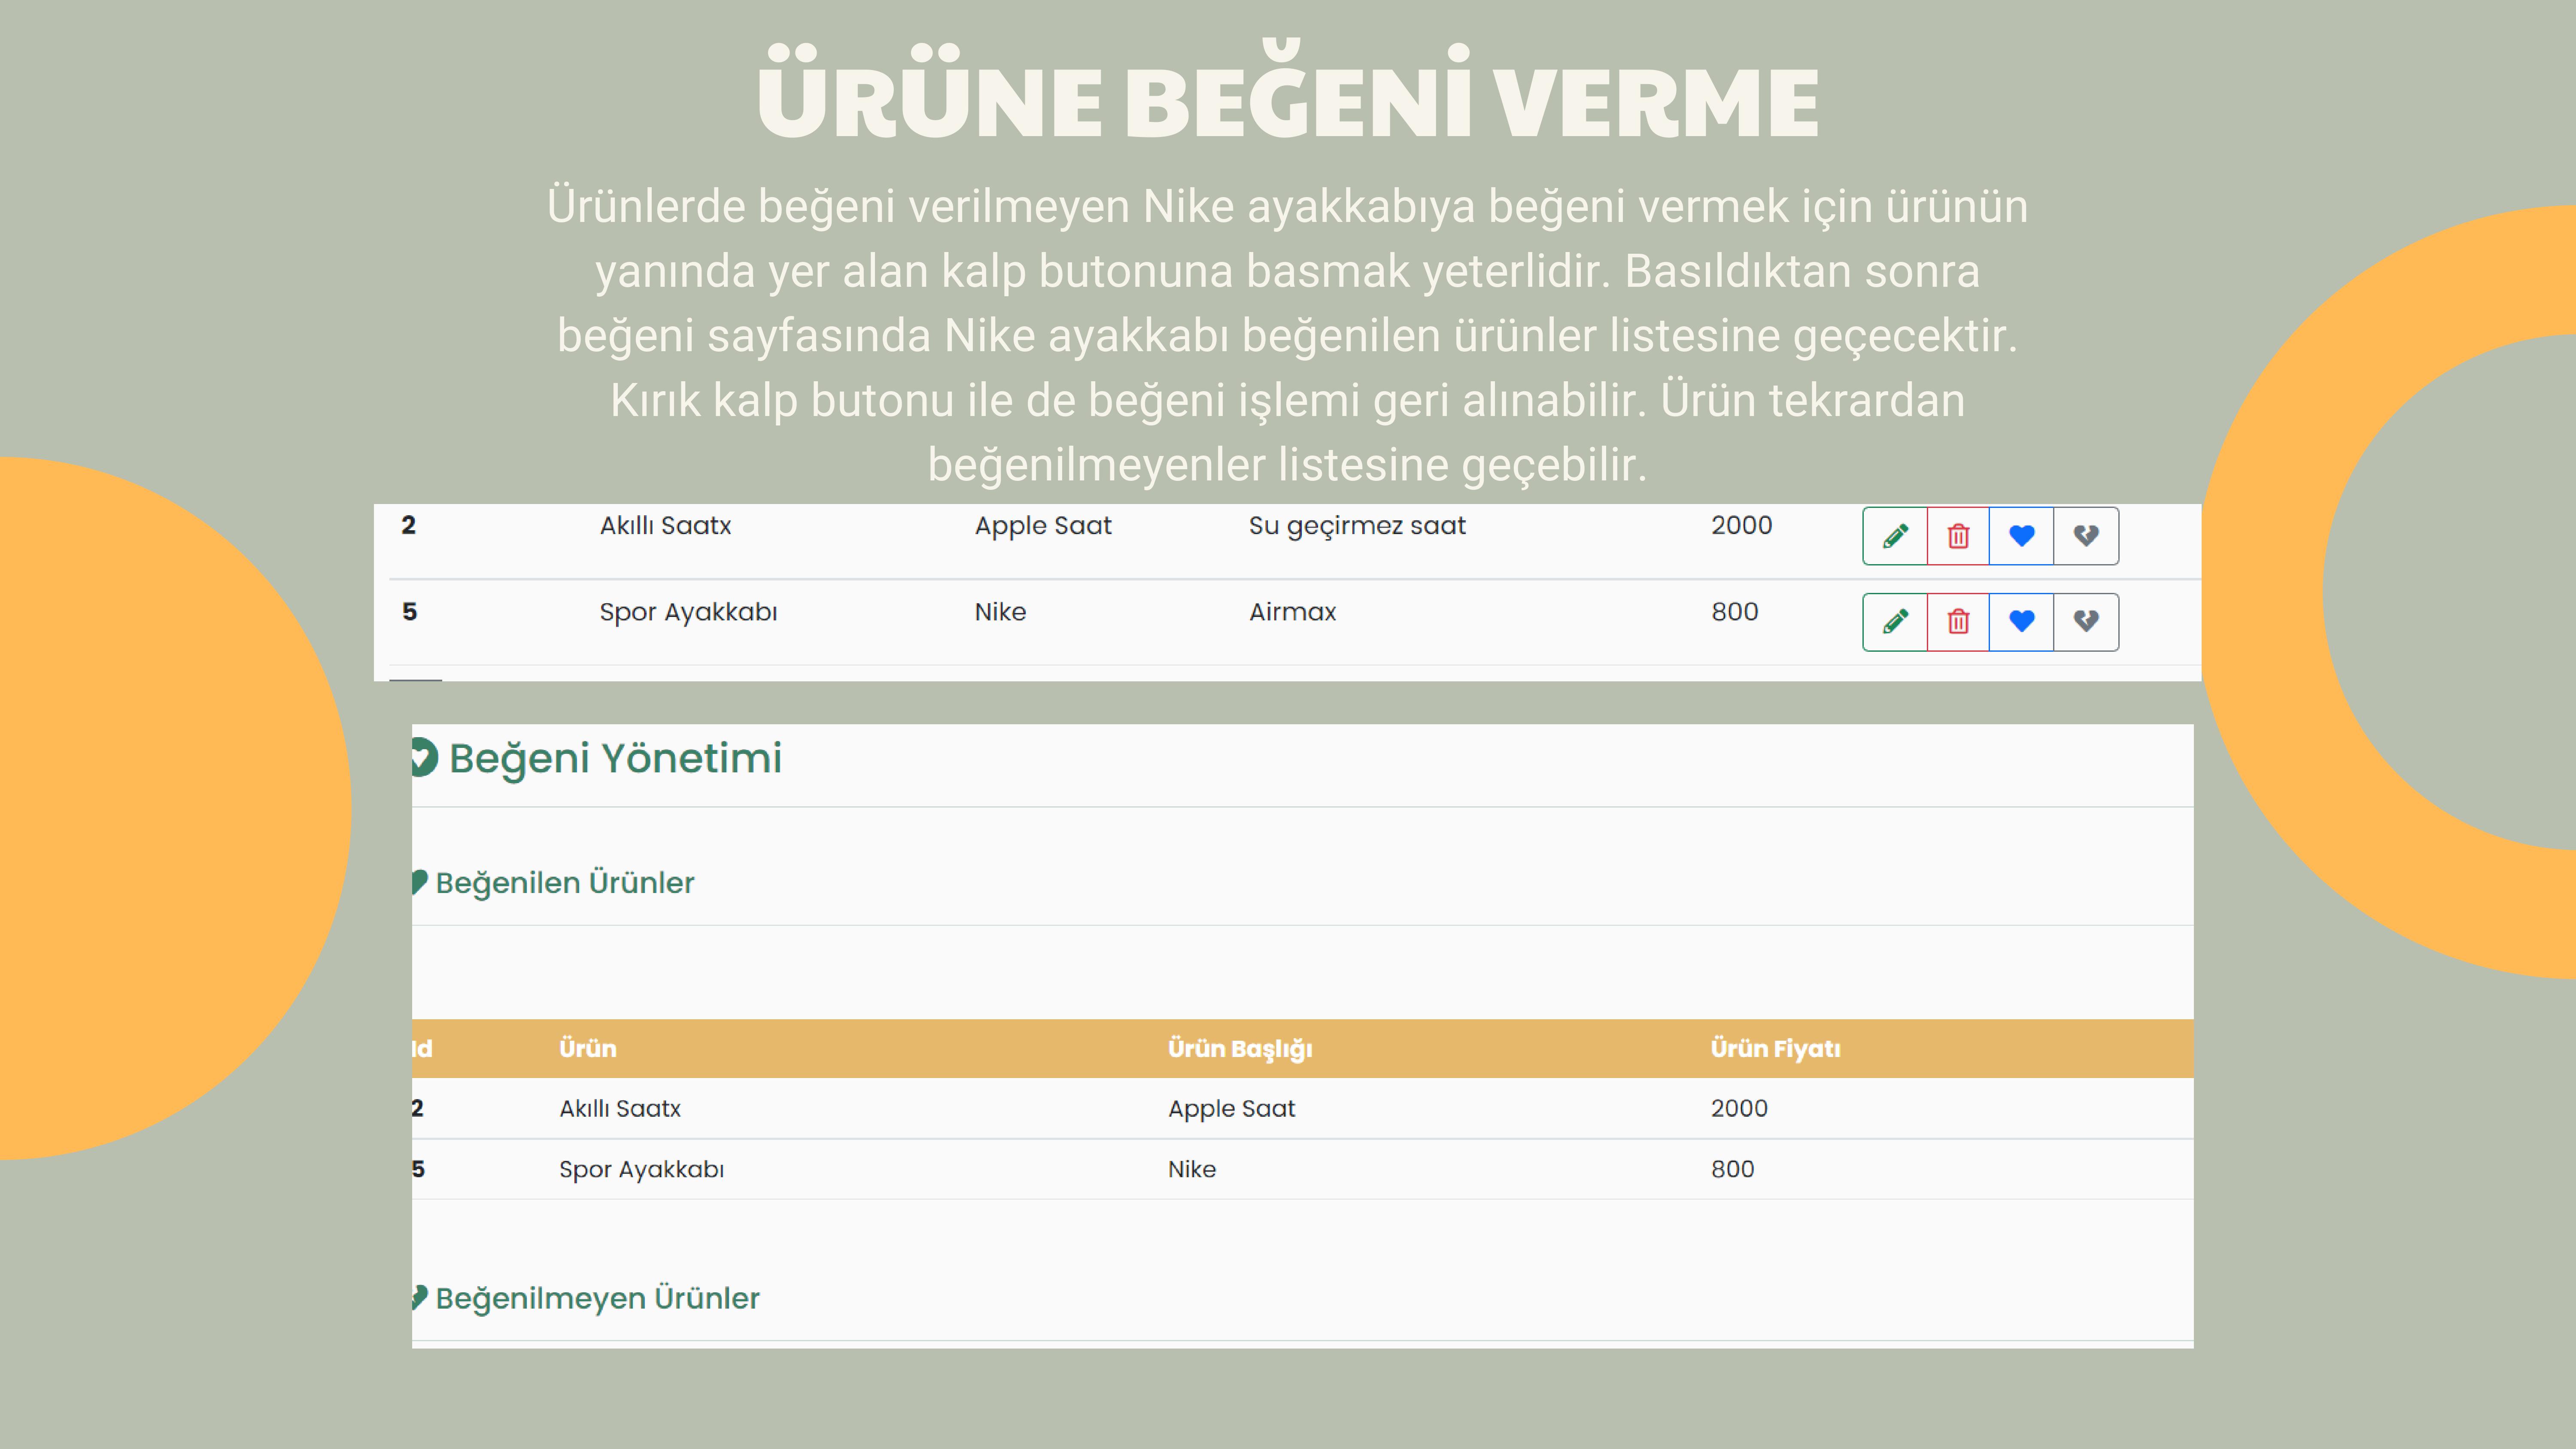 ÜRÜNE BEĞENİ VERME
Ürünlerde beğeni verilmeyen Nike ayakkabıya beğeni vermek için ürünün
yanında yer alan kalp butonuna basmak yeterlidir. Basıldıktan sonra
beğeni sayfasında Nike ayakkabı beğenilen ürünler listesine geçecektir.
Kırık kalp butonu ile de beğeni işlemi geri alınabilir. Ürün tekrardan
beğenilmeyenler listesine geçebilir.
2 Akıllı Saatx Apple Saat Su geçirmez saat 2000
5 Spor Ayakkabı Nike Airmax 800
Beğeni Yönetimi
Beğenilen Ürünler
Id Ürün Ürün Başlığı Ürün Fiyatı
2 Akıllı Saatx Apple Saat 2000
5 Spor Ayakkabı Nike 800
Beğenilmeyen Ürünler